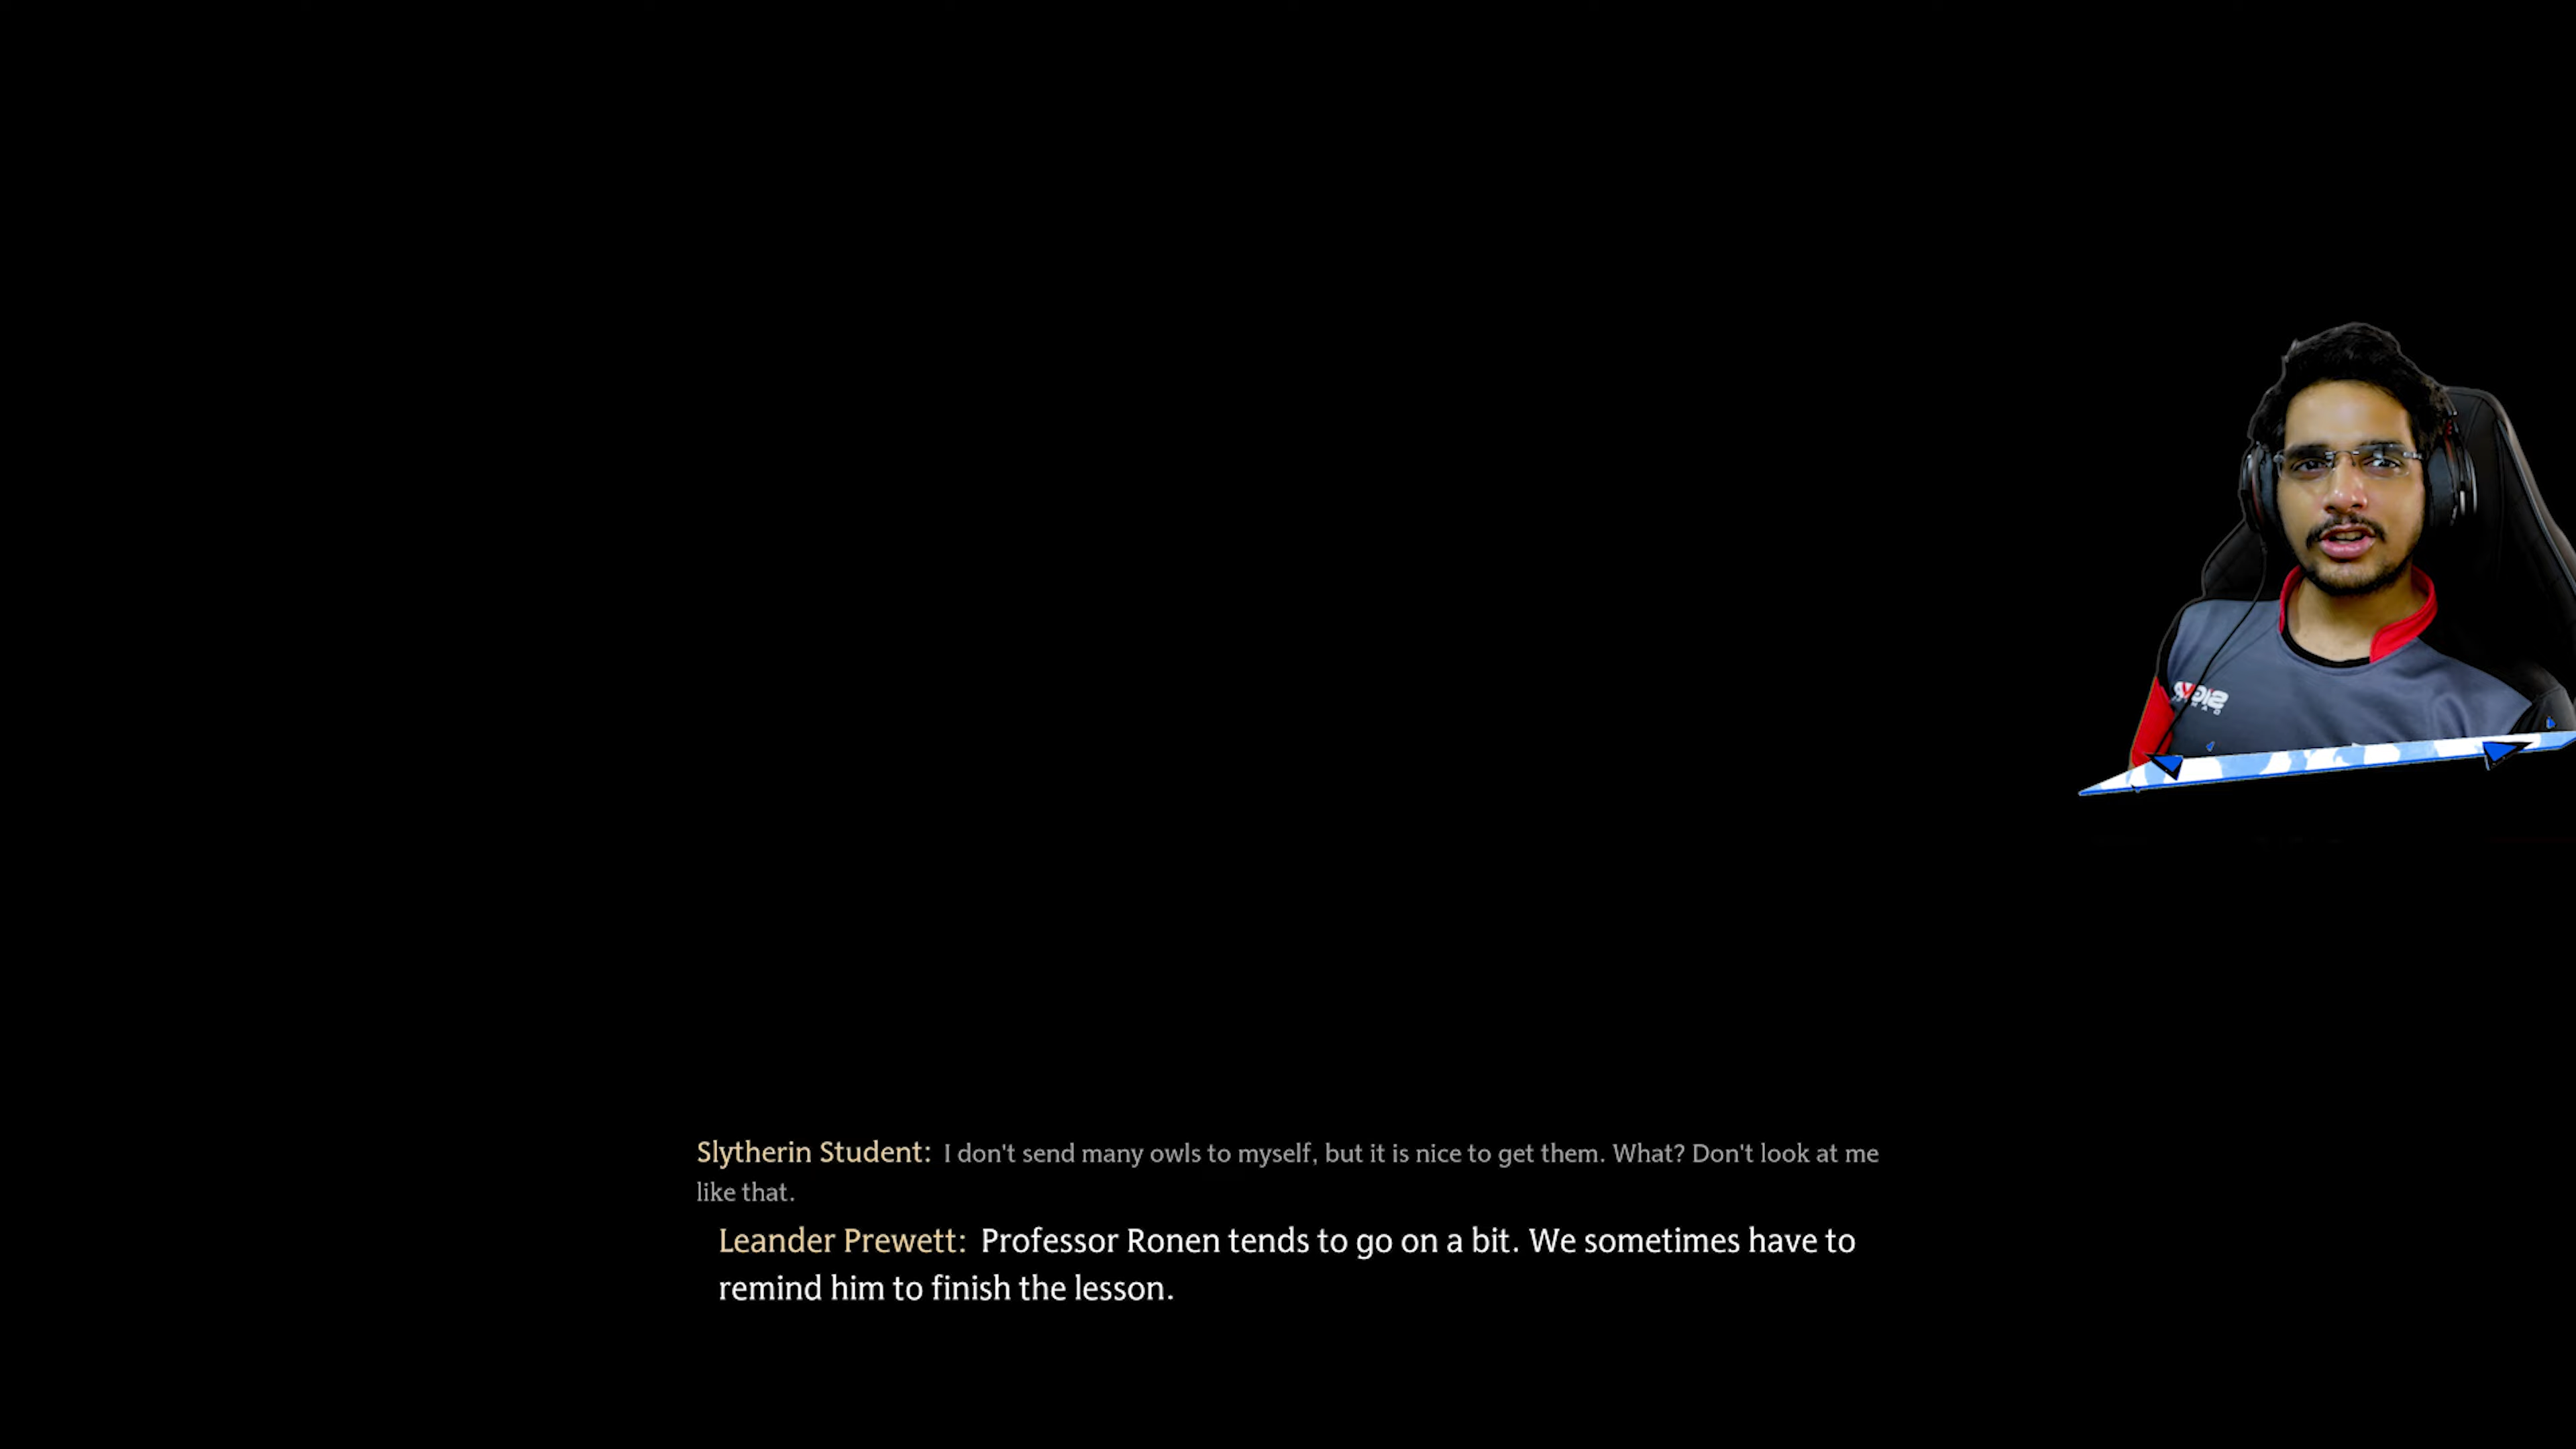 Slytherin Student: I don't send many owls to myself, but it is nice to get them. What? Don't look at me
like that.
Leander Prewett: Professor Ronen tends to go on a bit. We sometimes have to
remind him to finish the lesson.